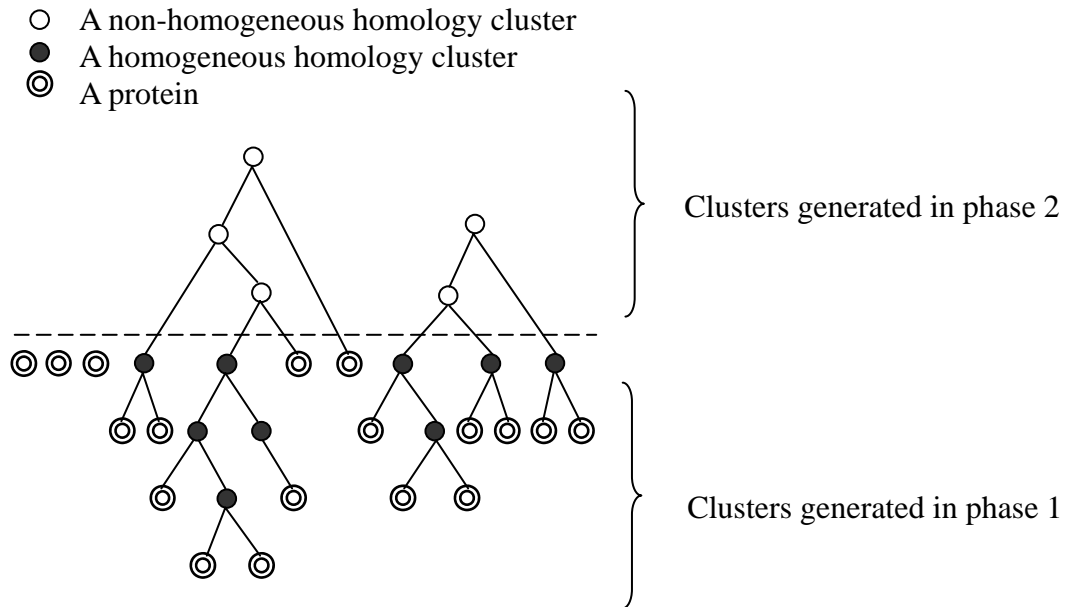 A non-homogeneous homology cluster
A homogeneous homology cluster
A protein
Clusters generated in phase 2
Clusters generated in phase 1